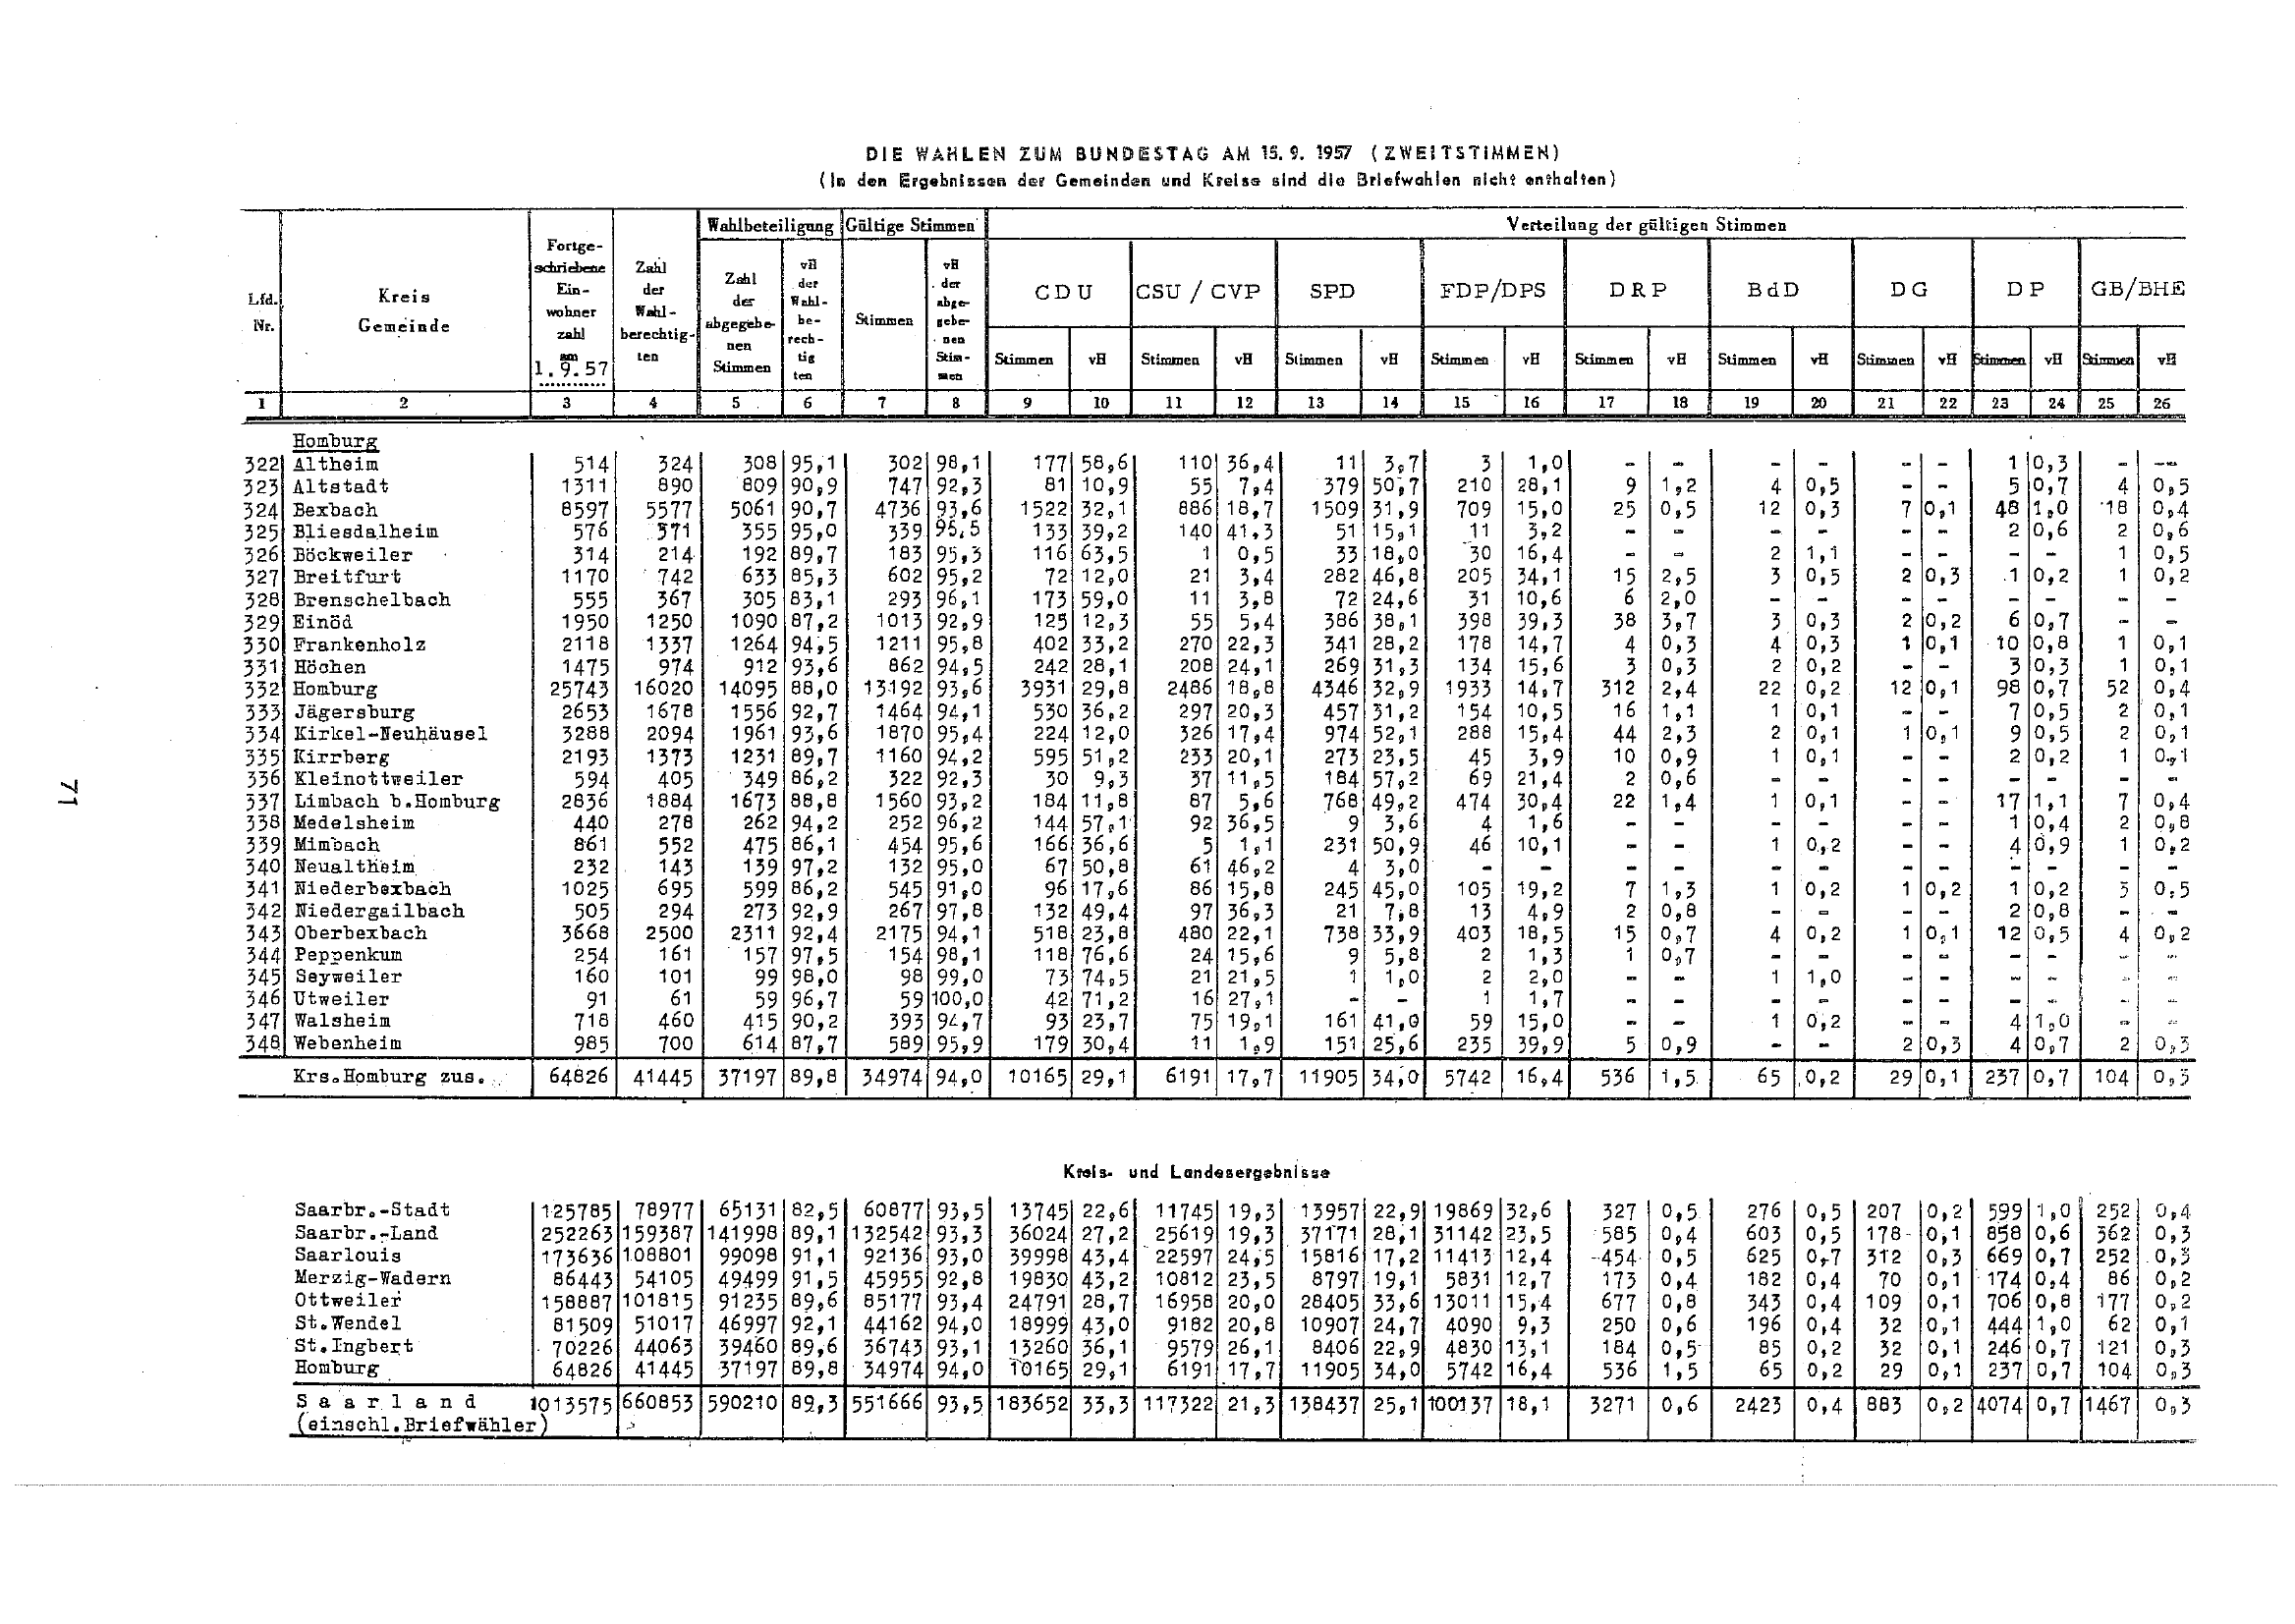 DIE WAHLEN ZUM BUNDESTAG AM 15. 9. 1957 (ZWEITSTIMMEN)
(In den Ergebnissen der Gemeinden und Kreise sind die Briefwahlen nicht enthalten)
Lfd. Nr. Kreis Gemeinde Fortge-schriebene Ein-wohner zahl am 1.9.57 Zahl der Wahl-berechtig-ten Wahlbeteiligung Gültige Stimmen Verteilung der gültigen Stimmen
Zahl der abgegebe-nen Stimmen vH der Wahl-be-rech-tig ten Stimmen vH der abge-gebe-nen Stim-men CDU CSU / CVP SPD FDP/DPS DRP BdD DG DP GB/BHE
Stimmen vH Stimmen vH Stimmen vH Stimmen vH Stimmen vH Stimmen vH Stimmen vH Stimmen vH Stimmen vH
1 2 3 4 5 6 7 8 9 10 11 12 13 14 15 16 17 18 19 20 21 22 23 24 25 26
Homburg
322 Altheim 514 324 308 95,1 302 98,1 177 58,6 110 36,4 11 3,7 3 1,0 - - - - - - 1 0,3 - -
323 Altstadt 1311 890 809 90,9 747 92,3 81 10,9 55 7,4 379 50,7 210 28,1 9 1,2 4 0,5 - - 5 0,7 4 0,5
324 Bexbach 8597 5577 5061 90,7 4736 93,6 1522 32,1 886 18,7 1509 31,9 709 15,0 25 0,5 12 0,3 7 0,1 48 1,0 18 0,4
325 Bliesdalheim 576 371 355 95,0 339 95,5 133 39,2 140 41,3 51 15,1 11 3,2 - - - - - - 2 0,6 2 0,6
326 Böckweiler 314 214 192 89,7 183 95,3 116 63,5 1 0,5 33 18,0 30 16,4 - - 2 1,1 - - - - 1 0,5
327 Breitfurt 1170 742 633 85,3 602 95,2 72 12,0 21 3,4 282 46,8 205 34,1 15 2,5 3 0,5 2 0,3 1 0,2 1 0,2
328 Brenschelbach 555 367 305 83,1 293 96,1 173 59,0 11 3,8 72 24,6 31 10,6 6 2,0 - - - - - - - -
329 Einöd 1950 1250 1090 87,2 1013 92,9 125 12,3 55 5,4 386 38,1 398 39,3 38 3,7 3 0,3 2 0,2 6 0,7 - -
330 Frankenholz 2118 1337 1264 94,5 1211 95,8 402 33,2 270 22,3 341 28,2 178 14,7 4 0,3 4 0,3 1 0,1 10 0,8 1 0,1
331 Höchen 1475 974 912 93,6 862 94,5 242 28,1 208 24,1 269 31,3 134 15,6 3 0,3 2 0,2 - - 3 0,3 1 0,1
332 Homburg 25743 16020 14095 88,0 13192 93,6 3931 29,8 2486 18,8 4346 32,9 1933 14,7 312 2,4 22 0,2 12 0,1 98 0,7 52 0,4
333 Jägersburg 2653 1678 1556 92,7 1464 94,1 530 36,2 297 20,3 457 31,2 154 10,5 16 1,1 1 0,1 - - 7 0,5 2 0,1
334 Kirkel-Neuhäusel 3288 2094 1961 93,6 1870 95,4 224 12,0 326 17,4 974 52,1 288 15,4 44 2,3 2 0,1 1 0,1 9 0,5 2 0,1
335 Kirrberg 2193 1373 1231 89,7 1160 94,2 595 51,2 233 20,1 273 23,5 45 3,9 10 0,9 1 0,1 - - 2 0,2 1 0,1
336 Kleinottweiler 594 405 349 86,2 322 92,3 30 9,3 37 11,5 184 57,2 69 21,4 2 0,6 - - - - - - - -
337 Limbach b.Homburg 2836 1884 1673 88,8 1560 93,2 184 11,8 87 5,6 768 49,2 474 30,4 22 1,4 1 0,1 - - 17 1,1 7 0,4
338 Medelsheim 440 278 262 94,2 252 96,2 144 57,1 92 36,5 9 3,6 4 1,6 - - - - - - 1 0,4 2 0,8
339 Mimbach 861 552 475 86,1 454 95,6 166 36,6 5 1,1 231 50,9 46 10,1 - - 1 0,2 - - 4 0,9 1 0,2
340 Neualtheim 232 143 139 97,2 132 95,0 67 50,8 61 46,2 4 3,0 - - - - - - - - - - - -
341 Niederbexbach 1025 695 599 86,2 545 91,0 96 17,6 86 15,8 245 45,0 105 19,2 7 1,3 1 0,2 1 0,2 1 0,2 3 0,5
342 Niedergailbach 505 294 273 92,9 267 97,8 132 49,4 97 36,3 21 7,8 13 4,9 2 0,8 - - - - 2 0,8 - -
343 Oberbexbach 3668 2500 2311 92,4 2175 94,1 518 23,8 480 22,1 738 33,9 403 18,5 15 0,7 4 0,2 1 0,1 12 0,5 4 0,2
344 Peppenkum 254 161 157 97,5 154 98,1 118 76,6 24 15,6 9 5,8 2 1,3 1 0,7 - - - - - - - -
345 Seyweiler 160 101 99 98,0 98 99,0 73 74,5 21 21,5 1 1,0 2 2,0 - - 1 1,0 - - - - - -
346 Utweiler 91 61 59 96,7 59 100,0 42 71,2 16 27,1 - - 1 1,7 - - - - - - - - - -
347 Walsheim 718 460 415 90,2 393 94,7 93 23,7 75 19,1 161 41,0 59 15,0 - - 1 0,2 - - 4 1,0 - -
348 Webenheim 985 700 614 87,7 589 95,9 179 30,4 11 1,9 151 25,6 235 39,9 5 0,9 - - 2 0,3 4 0,7 2 0,3
Krs.Homburg zus. 64826 41445 37197 89,8 34974 94,0 10165 29,1 6191 17,7 11905 34,0 5742 16,4 536 1,5 65 0,2 29 0,1 237 0,7 104 0,3
Kreis- und Landesergebnisse
Saarbr.-Stadt 125785 78977 65131 82,5 60877 93,5 13745 22,6 11745 19,3 13957 22,9 19869 32,6 327 0,5 276 0,5 207 0,2 599 1,0 252 0,4
Saarbr.-Land 252263 159387 141998 89,1 132542 93,3 36024 27,2 25619 19,3 37171 28,1 31142 23,5 585 0,4 603 0,5 178 0,1 858 0,6 362 0,3
Saarlouis 173636 108801 99098 91,1 92136 93,0 39998 43,4 22597 24,5 15816 17,2 11413 12,4 454 0,5 625 0,7 312 0,3 669 0,7 252 0,3
Merzig-Wadern 86443 54105 49499 91,5 45955 92,8 19830 43,2 10812 23,5 8797 19,1 5831 12,7 173 0,4 182 0,4 70 0,1 174 0,4 86 0,2
Ottweiler 158887 101815 91235 89,6 85177 93,4 24791 28,7 16958 20,0 28405 33,6 13011 15,4 677 0,8 343 0,4 109 0,1 706 0,8 177 0,2
St.Wendel 81509 51017 46997 92,1 44162 94,0 18999 43,0 9182 20,8 10907 24,7 4090 9,3 250 0,6 196 0,4 32 0,1 444 1,0 62 0,1
St.Ingbert 70226 44063 39460 89,6 36743 93,1 13260 36,1 9579 26,1 8406 22,9 4830 13,1 184 0,5 85 0,2 32 0,1 246 0,7 121 0,3
Homburg 64826 41445 37197 89,8 34974 94,0 10165 29,1 6191 17,7 11905 34,0 5742 16,4 536 1,5 65 0,2 29 0,1 237 0,7 104 0,3
Saarland 1013575 660853 590210 89,3 551666 93,5 183652 33,3 117322 21,3 138437 25,1 100137 18,1 3271 0,6 2423 0,4 883 0,2 4074 0,7 1467 0,3
(einschl.Briefwähler)
71